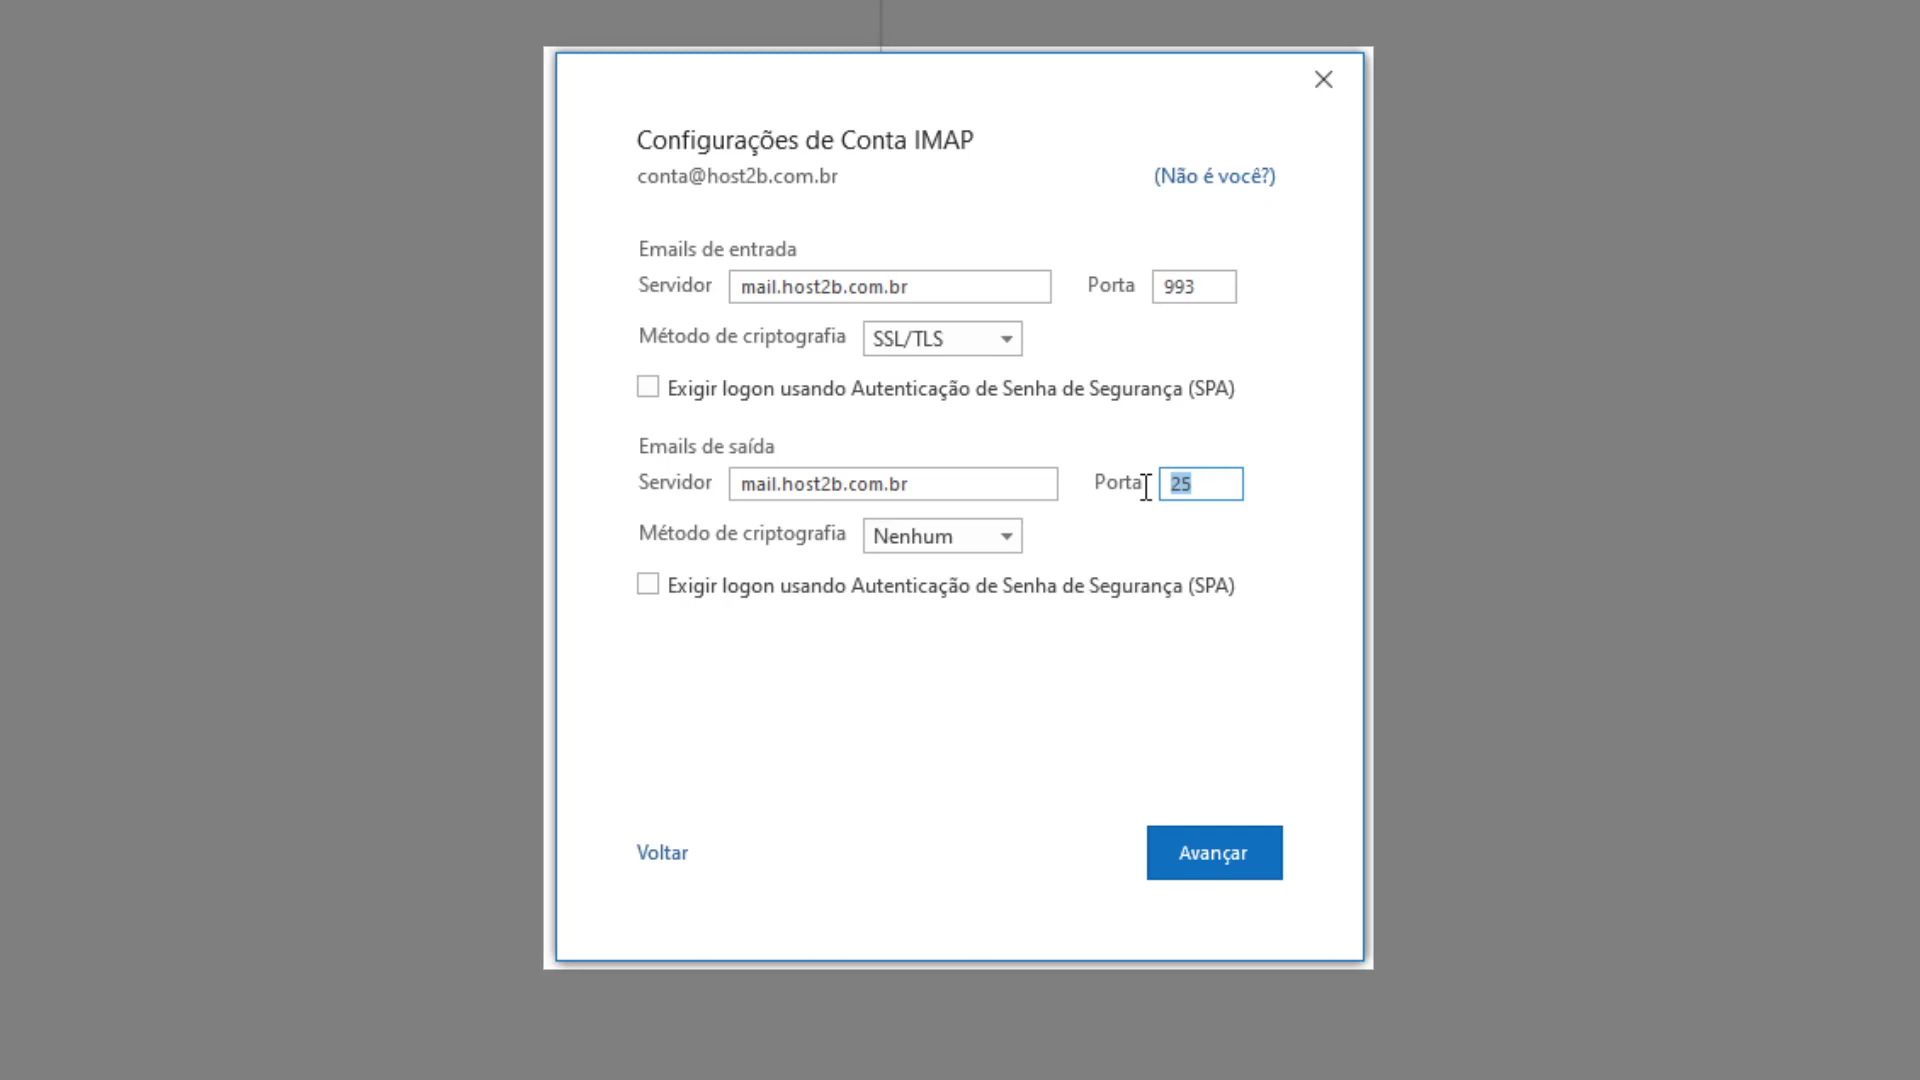 Configurações de Conta IMAP
conta@host2b.com.br (Não é você?)
Emails de entrada
Servidor mail.host2b.com.br Porta 993
Método de criptografia SSL/TLS
Exigir logon usando Autenticação de Senha de Segurança (SPA)
Emails de saída
Servidor mail.host2b.com.br Porta 25
Método de criptografia Nenhum
Exigir logon usando Autenticação de Senha de Segurança (SPA)
Voltar Avançar